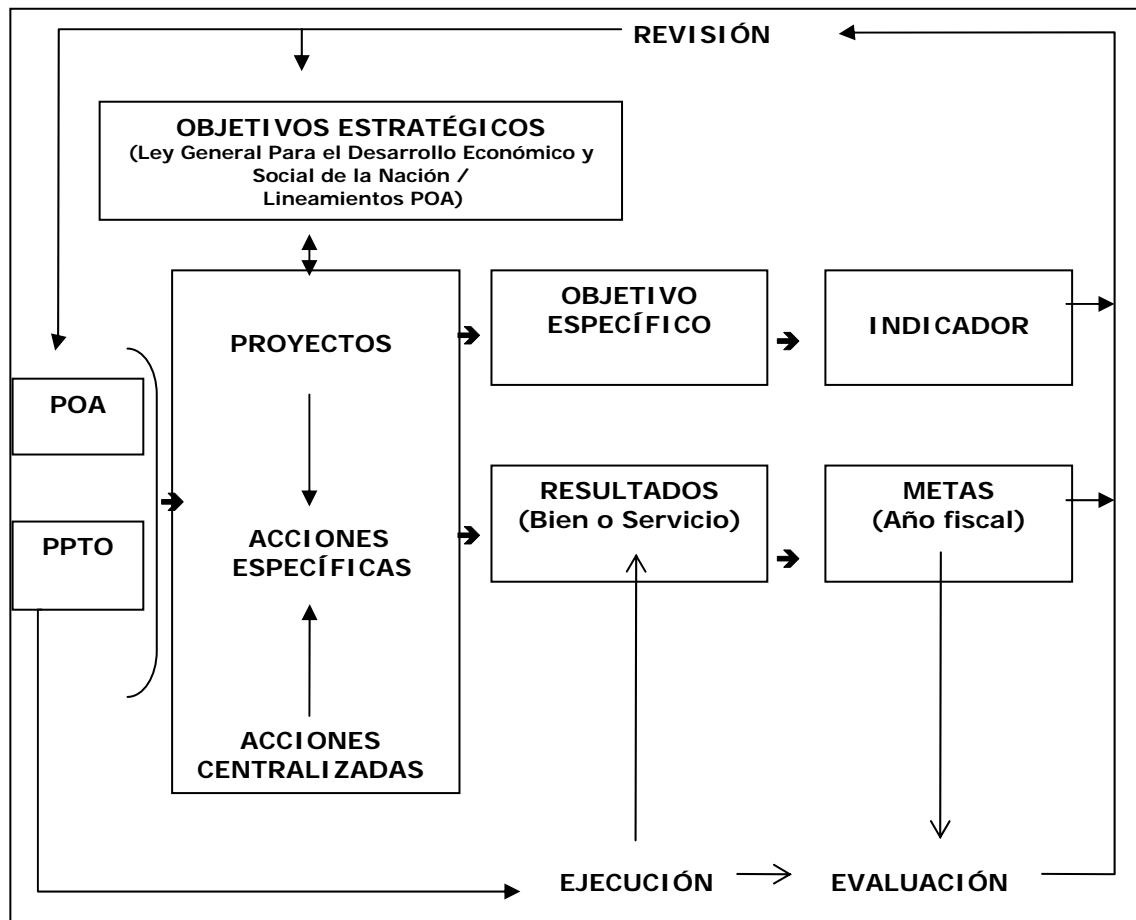 REVISIÓN
OBJETIVOS ESTRATÉGICOS
(Ley General Para el Desarrollo Económico y
Social de la Nación /
Lineamientos POA)
PROYECTOS
OBJETIVO
ESPECÍFICO
INDICADOR
POA
PPTO
ACCIONES
ESPECÍFICAS
RESULTADOS
(Bien o Servicio)
METAS
(Año fiscal)
ACCIONES
CENTRALIZADAS
EJECUCIÓN
EVALUACIÓN